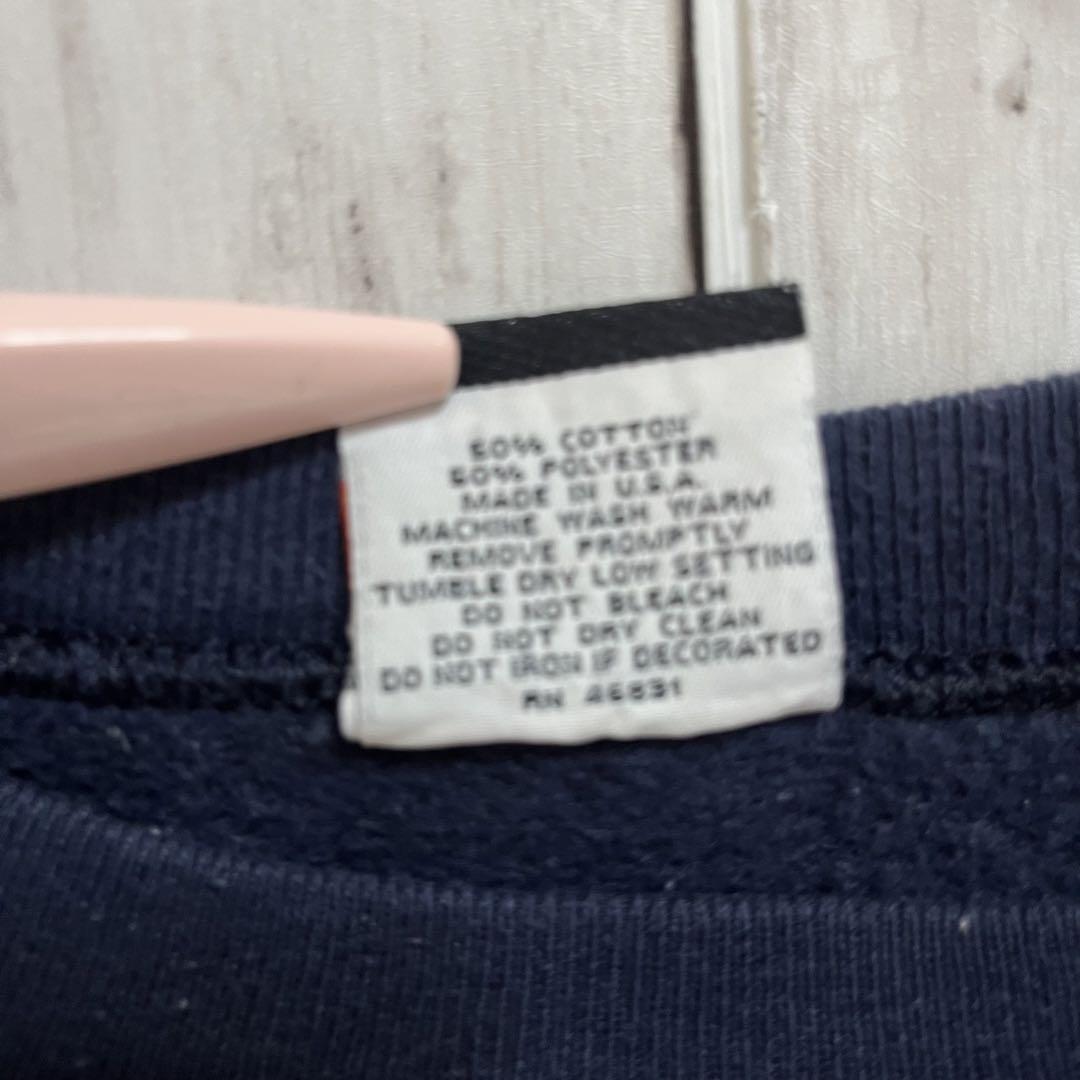 50% COTTON
50% POLYESTER
MADE IN U.S.A.
MACHINE WASH WARM
REMOVE PROMPTLY
TUMBLE DRY LOW SETTING
DO NOT BLEACH
DO NOT DRY CLEAN
DO NOT IRON IF DECORATED
RN 46831